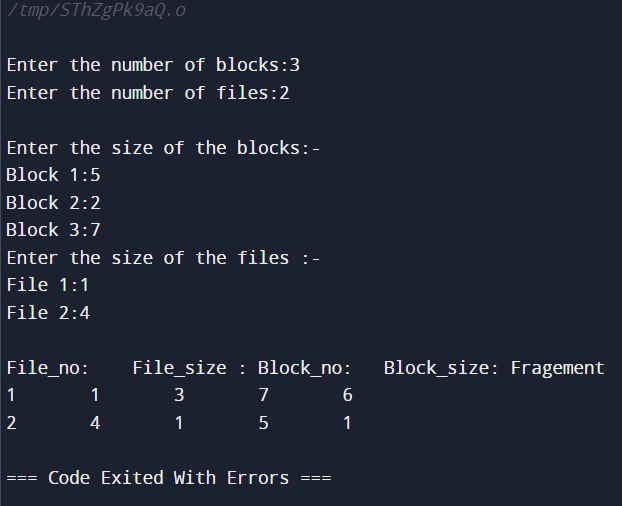 /tmp/SThZgPk9aQ.o
Enter the number of blocks:3
Enter the number of files:2
Enter the size of the blocks:-
Block 1:5
Block 2:2
Block 3:7
Enter the size of the files :-
File 1:1
File 2:4
File_no:    File_size : Block_no:   Block_size: Fragement
1       1       3       7       6
2       4       1       5       1
=== Code Exited With Errors ===